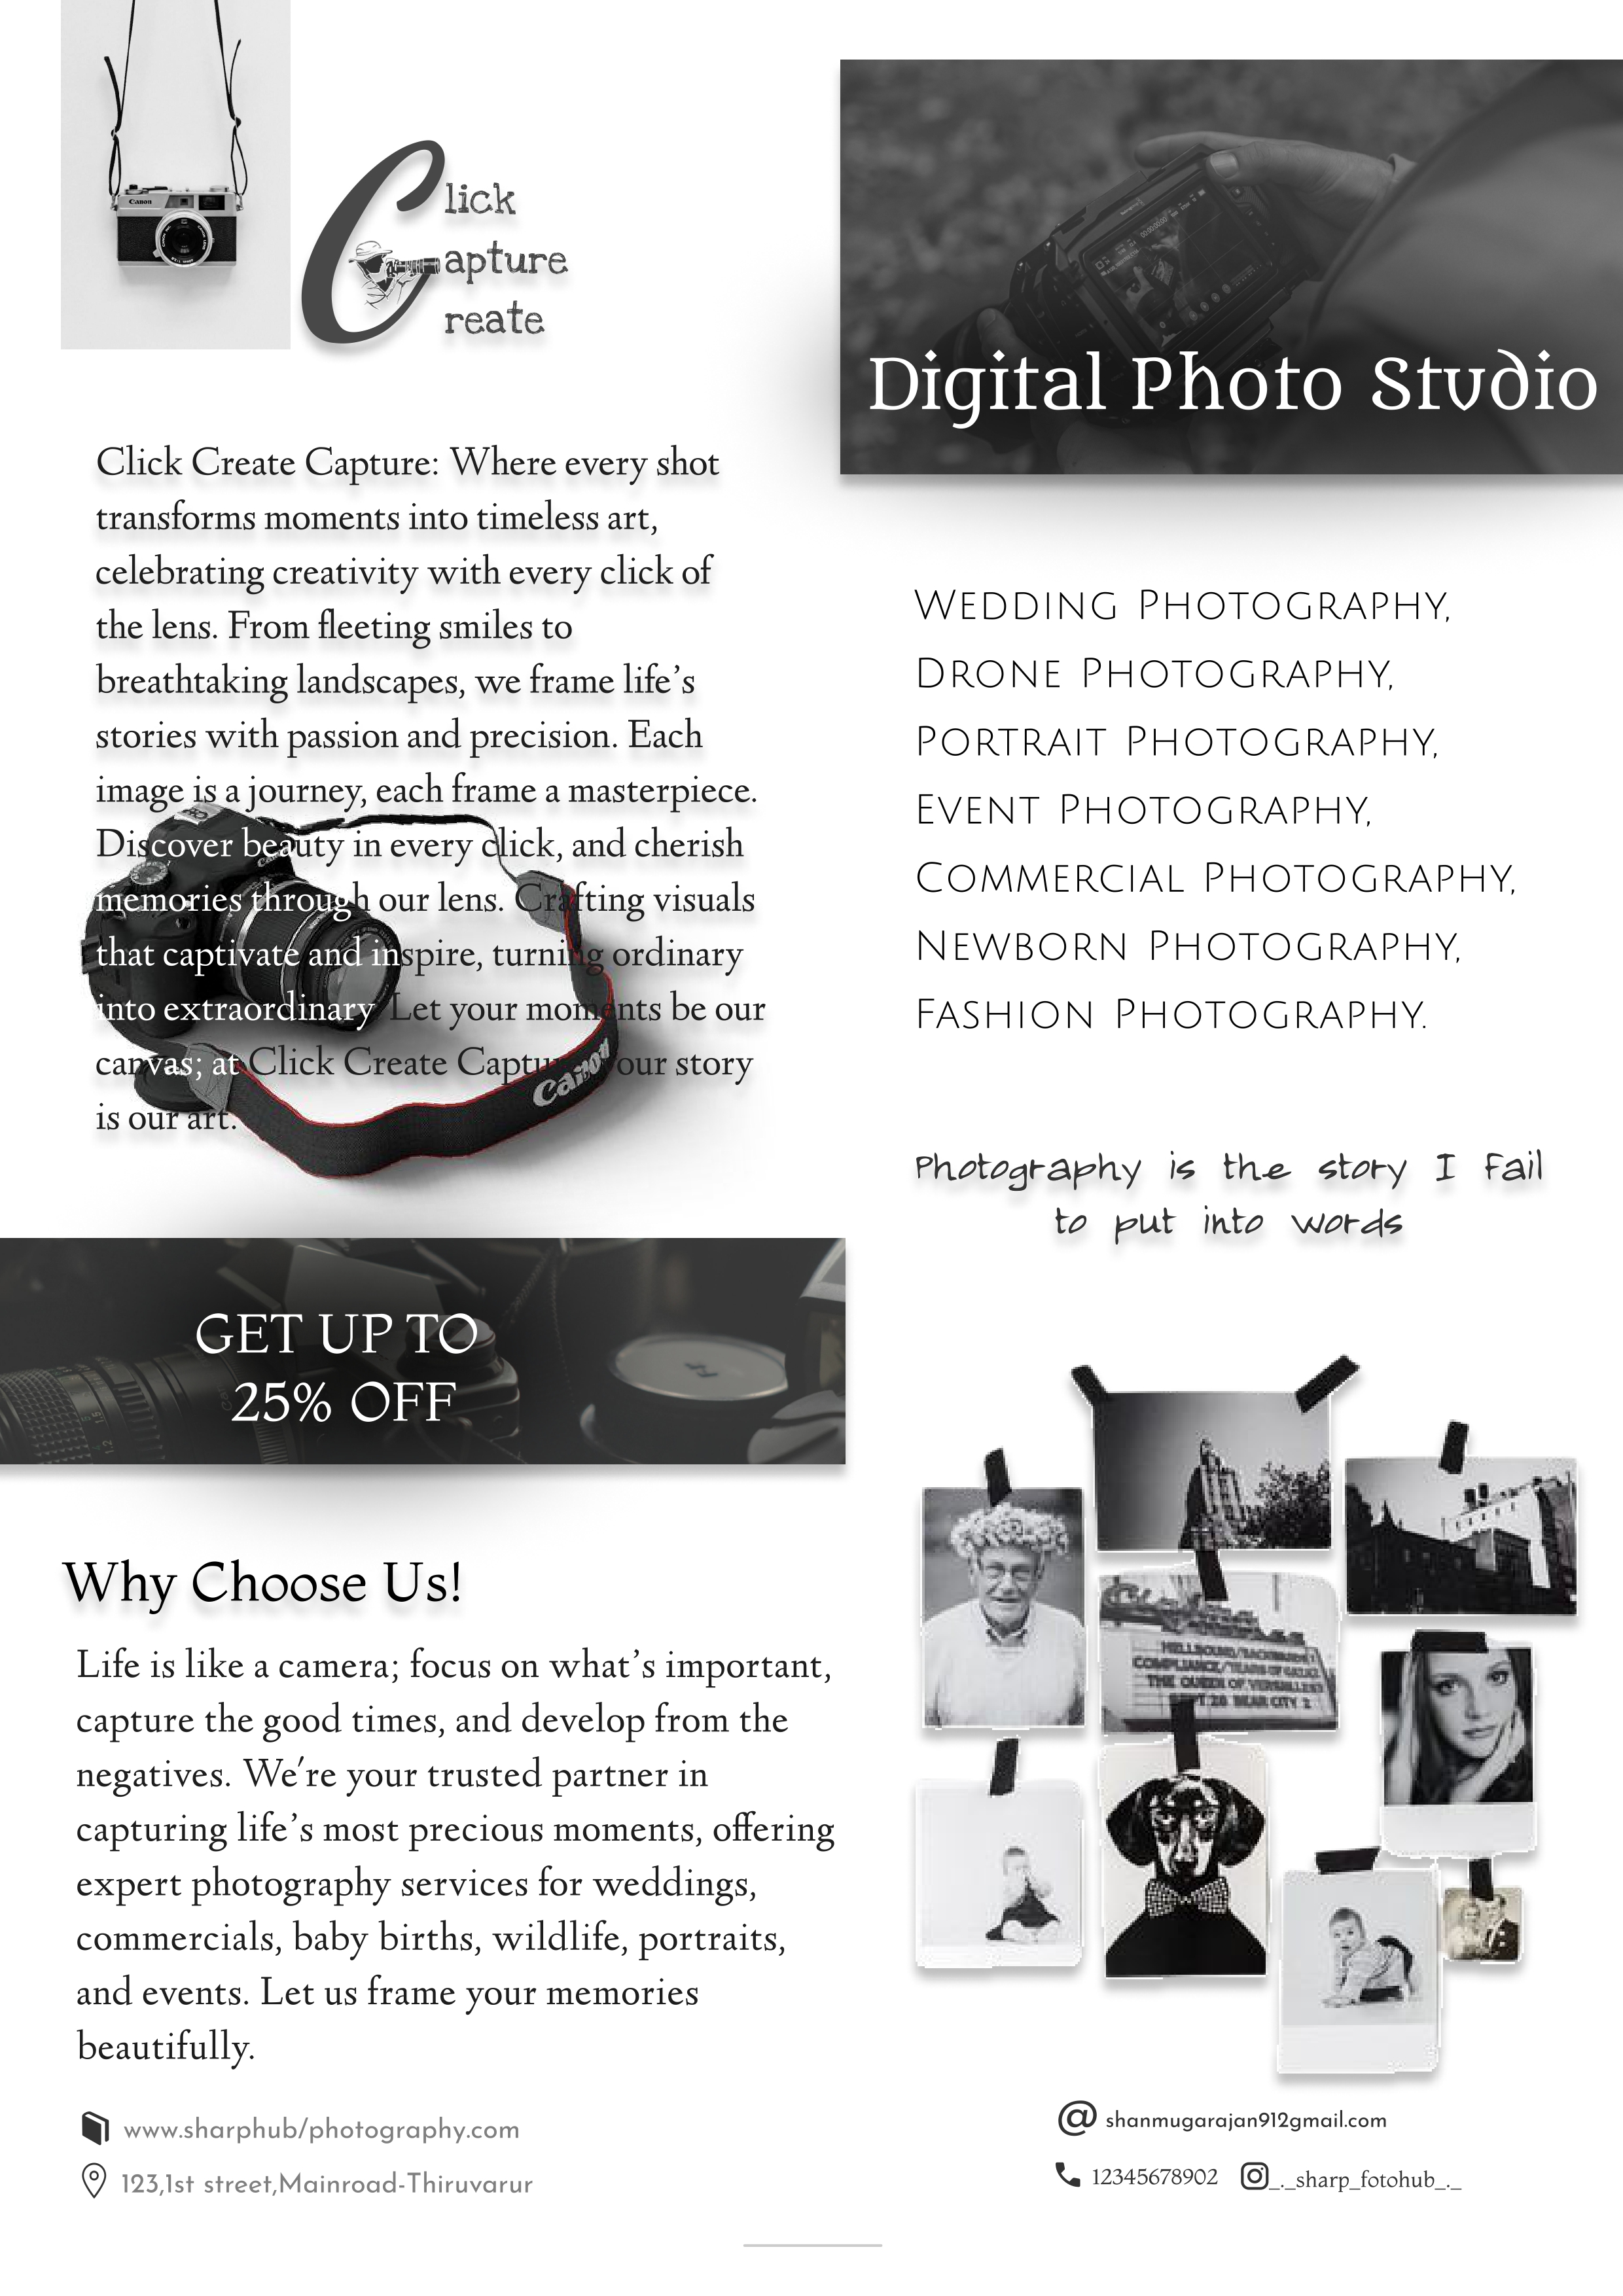 Canon
Click
Capture
Create
Digital Photo Studio
Click Create Capture: Where every shot
transforms moments into timeless art,
celebrating creativity with every click of
the lens. From fleeting smiles to
breathtaking landscapes, we frame life’s
stories with passion and precision. Each
image is a journey, each frame a masterpiece.
Discover beauty in every click, and cherish
memories through our lens. Crafting visuals
that captivate and inspire, turning ordinary
into extraordinary. Let your moments be our
canvas; at Click Create Capture, your story
is our art.
Canon
GET UP TO
25% OFF
Why Choose Us!
Life is like a camera; focus on what’s important,
capture the good times, and develop from the
negatives. We're your trusted partner in
capturing life’s most precious moments, offering
expert photography services for weddings,
commercials, baby births, wildlife, portraits,
and events. Let us frame your memories
beautifully.
www.sharphub/photography.com
123,1st street,Mainroad-Thiruvarur
Wedding Photography,
Drone Photography,
Portrait Photography,
Event Photography,
Commercial Photography,
Newborn Photography,
Fashion Photography.
Photography is the story I Fail
to put into words
THE QUEEN OF VERSAILLES
BEAR CITY 2
@ shanmugarajan912gmail.com
12345678902 _._sharp_fotohub_._